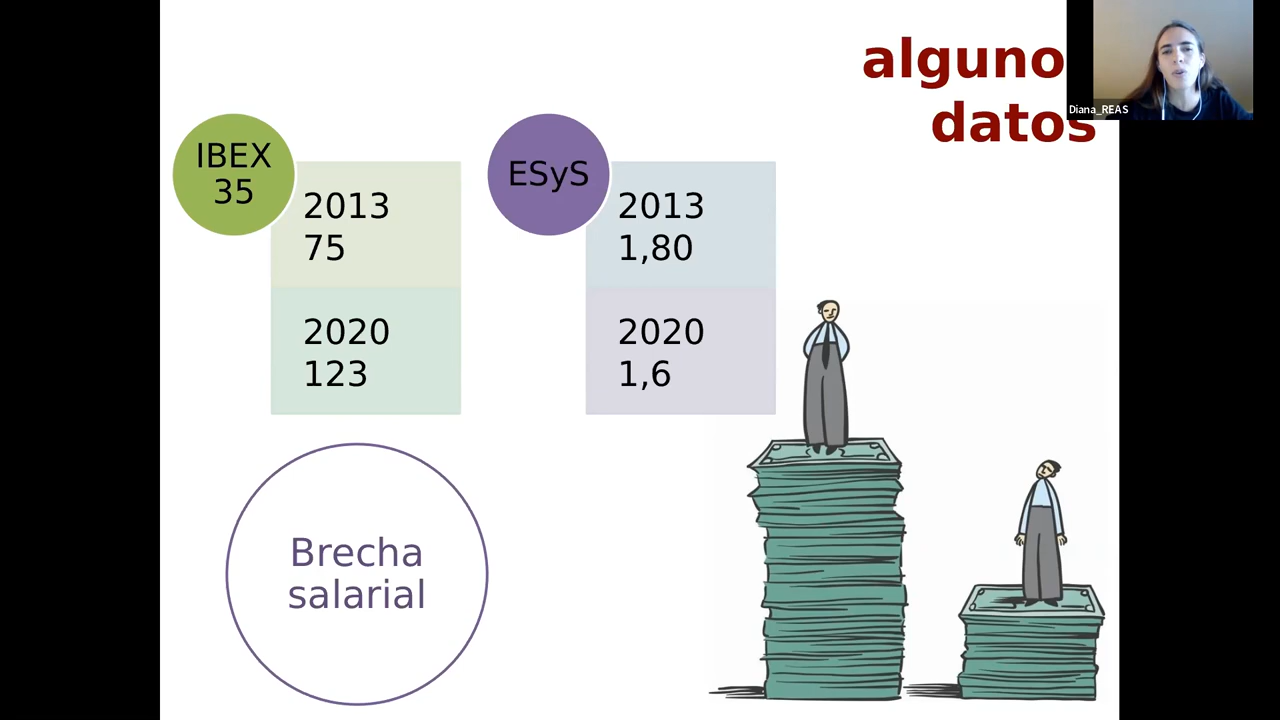 alguno
datos
Diana_REAS
IBEX
35
2013
75
2020
123
ESyS
2013
1,80
2020
1,6
Brecha
salarial